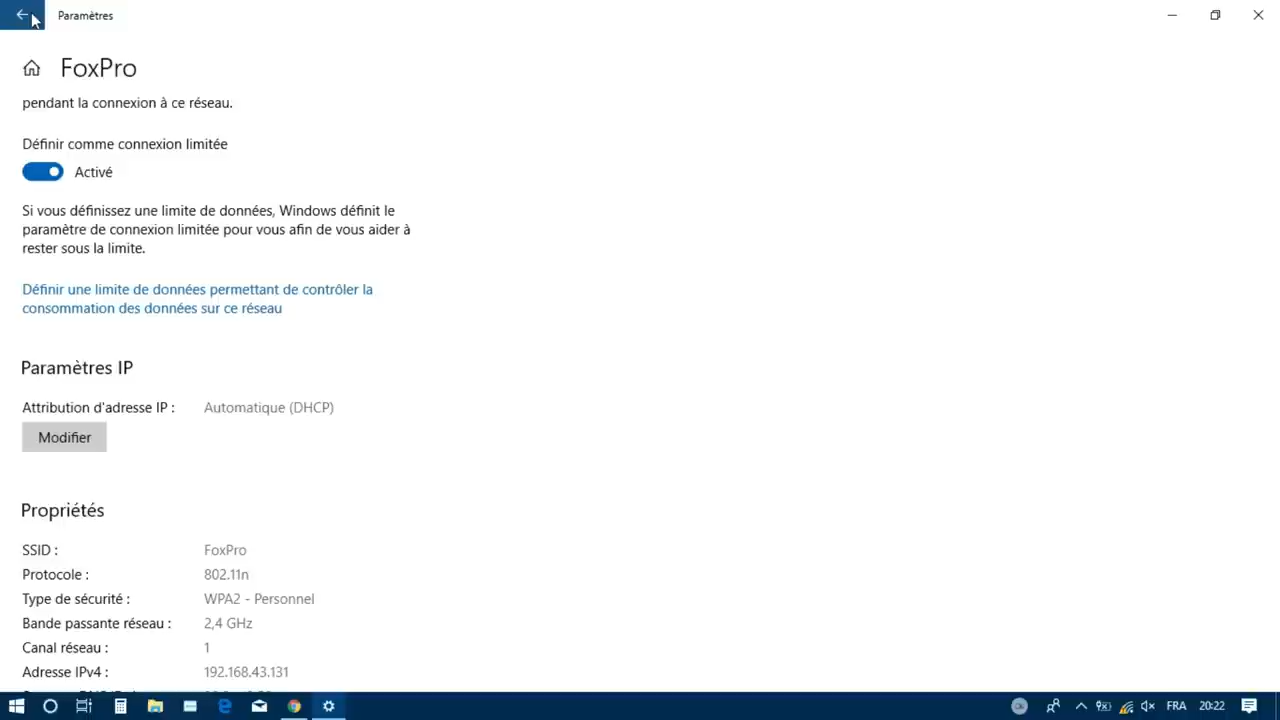 Paramètres
FoxPro
pendant la connexion à ce réseau.
Définir comme connexion limitée
Activé
Si vous définissez une limite de données, Windows définit le
paramètre de connexion limitée pour vous afin de vous aider à
rester sous la limite.
Définir une limite de données permettant de contrôler la
consommation des données sur ce réseau
Paramètres IP
Attribution d'adresse IP : Automatique (DHCP)
Modifier
Propriétés
SSID : FoxPro
Protocole : 802.11n
Type de sécurité : WPA2 - Personnel
Bande passante réseau : 2,4 GHz
Canal réseau : 1
Adresse IPv4 : 192.168.43.131
FRA 20:22